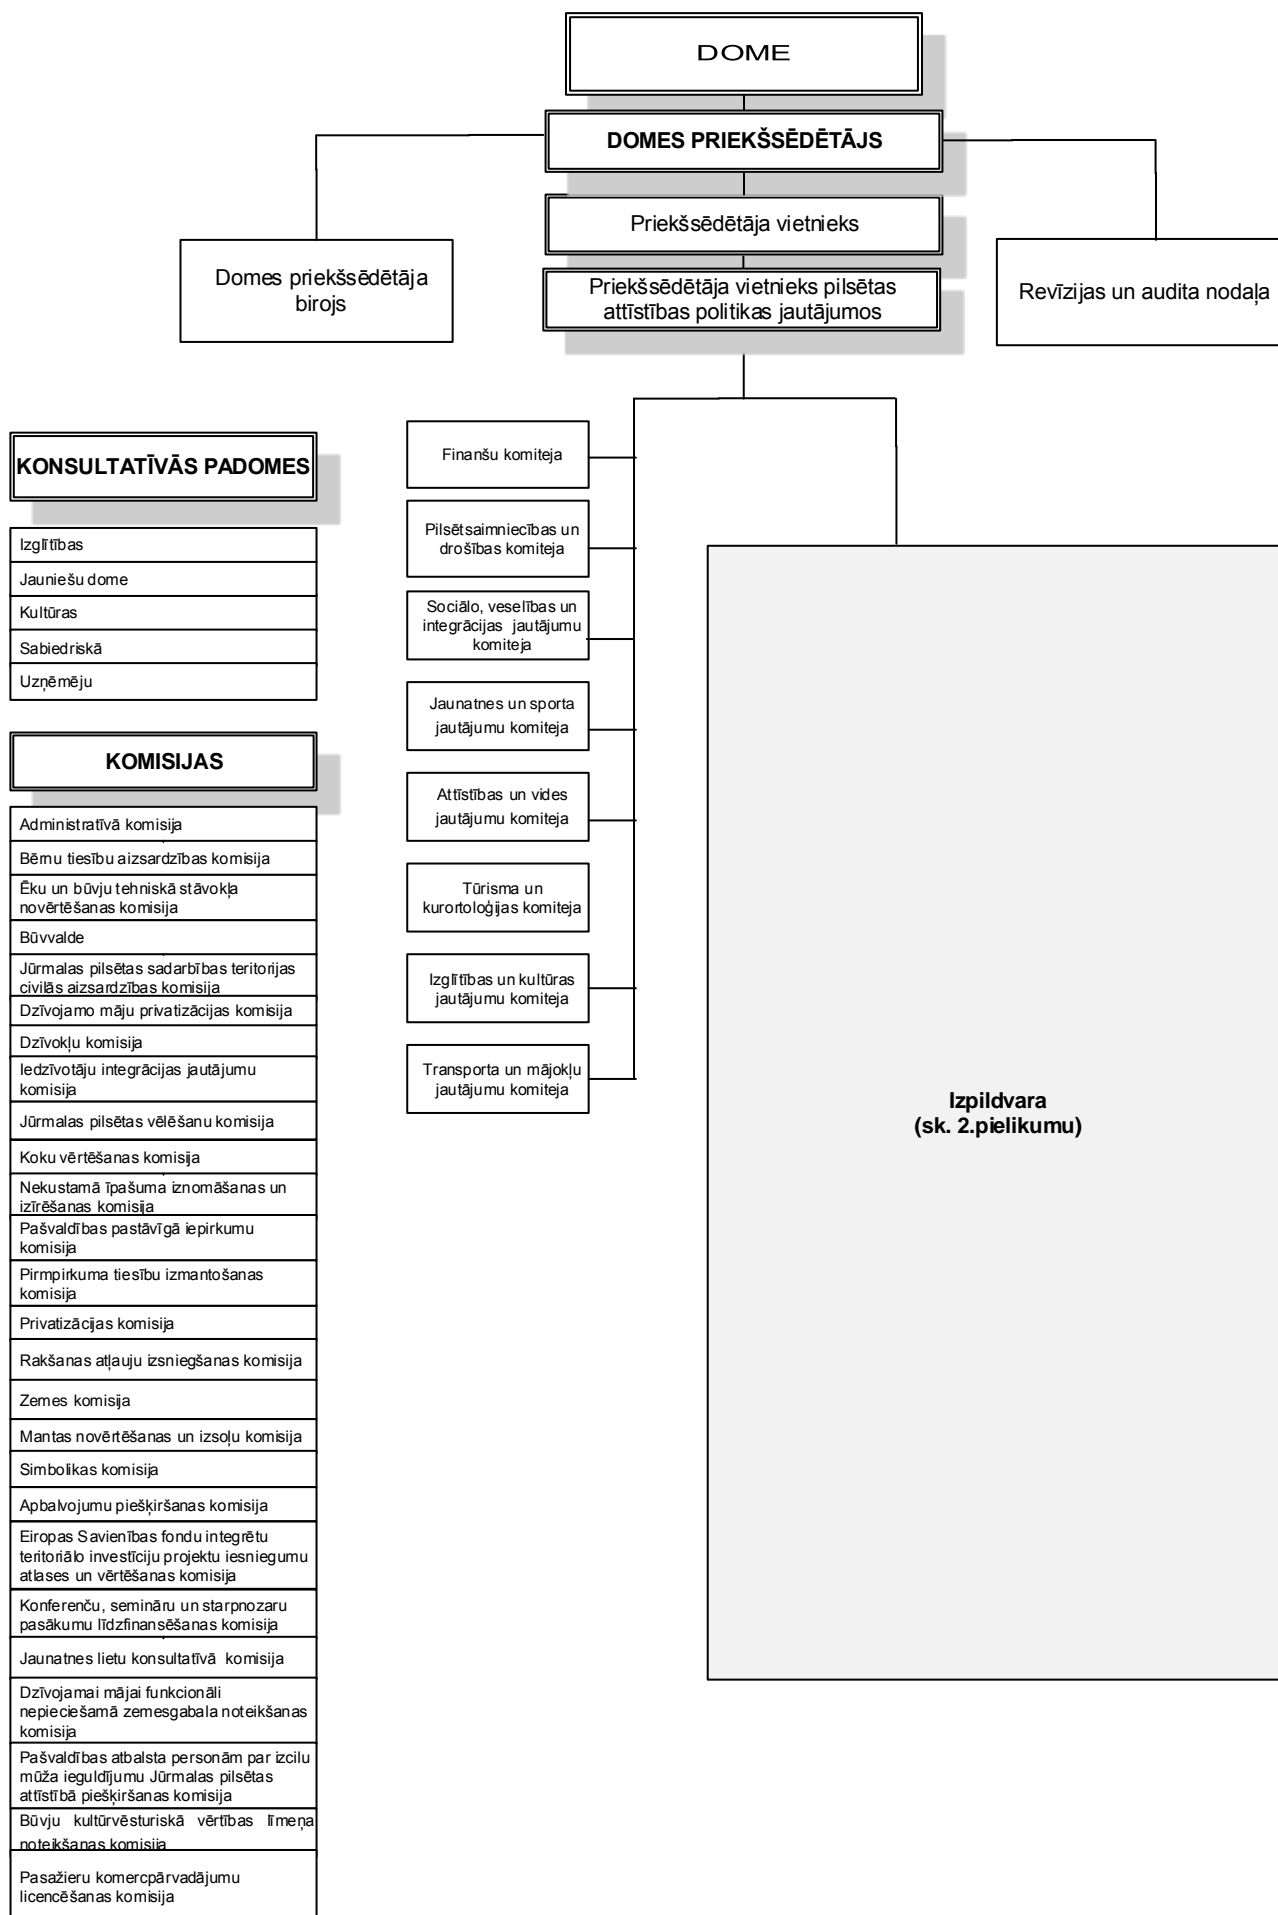 DOME
DOMES PRIEKŠSĒDĒTĀJS
Priekšsēdētāja vietnieks
Domes priekšsēdētāja
birojs
Priekšsēdētāja vietnieks pilsētas
attīstības politikas jautājumos
Revīzijas un audita nodaļa
KONSULTATĪVĀS PADOMES
Izglītības
Jauniešu dome
Kultūras
Sabiedriskā
Uzņēmēju
KOMISIJAS
Administratīvā komisija
Bērnu tiesību aizsardzības komisija
Ēku un būvju tehniskā stāvokļa
novērtēšanas komisija
Būvvalde
Jūrmalas pilsētas sadarbības teritorijas
civilās aizsardzības komisija
Dzīvojamo māju privatizācijas komisija
Dzīvokļu komisija
Iedzīvotāju integrācijas jautājumu
komisija
Jūrmalas pilsētas vēlēšanu komisija
Koku vērtēšanas komisija
Nekustamā īpašuma iznomāšanas un
izīrēšanas komisija
Pašvaldības pastāvīgā iepirkumu
komisija
Pirmpirkuma tiesību izmantošanas
komisija
Privatizācijas komisija
Rakšanas atļauju izsniegšanas komisija
Zemes komisija
Mantas novērtēšanas un izsoļu komisija
Simbolikas komisija
Apbalvojumu piešķiršanas komisija
Eiropas Savienības fondu integrētu
teritoriālo investīciju projektu iesniegumu
atlases un vērtēšanas komisija
Konferenču, semināru un starpnozaru
pasākumu līdzfinansēšanas komisija
Jaunatnes lietu konsultatīvā komisija
Dzīvojamai mājai funkcionāli
nepieciešamā zemesgabala noteikšanas
komisija
Pašvaldības atbalsta personām par izcilu
mūža ieguldījumu Jūrmalas pilsētas
attīstībā piešķiršanas komisija
Būvju kultūrvēsturiskā vērtības līmeņa
noteikšanas komisija
Pasažieru komercpārvadājumu
licencēšanas komisija
Finanšu komiteja
Pilsētsaimniecības un
drošības komiteja
Sociālo, veselības un
integrācijas jautājumu
komiteja
Jaunatnes un sporta
jautājumu komiteja
Attīstības un vides
jautājumu komiteja
Tūrisma un
kurortoloģijas komiteja
Izglītības un kultūras
jautājumu komiteja
Transporta un mājokļu
jautājumu komiteja
Izpildvara
(sk. 2.pielikumu)